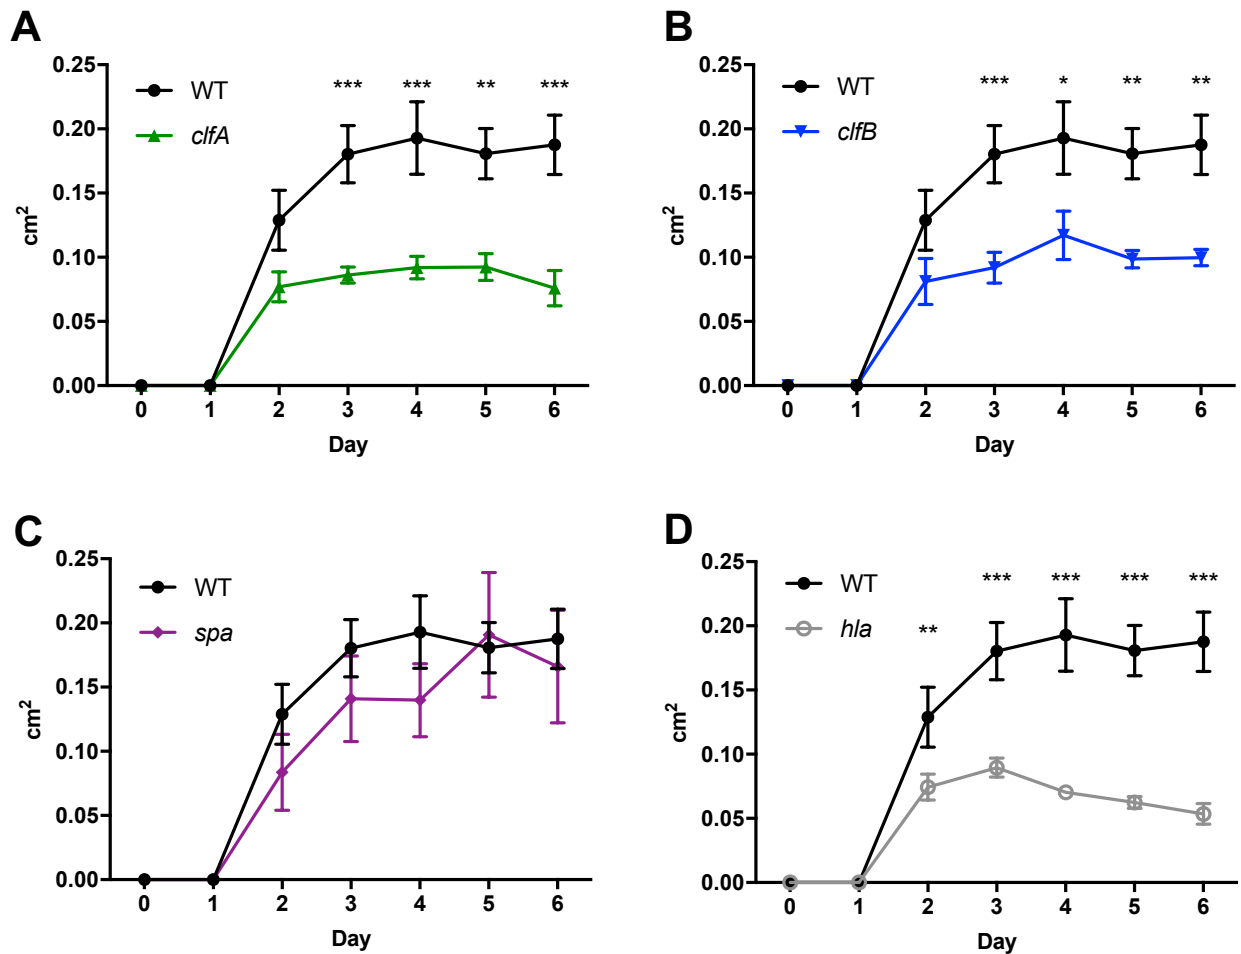 A
0.25
0.20
0.15
0.10
0.05
0.00
cm²
WT
clfA
*** *** ** ***
0 1 2 3 4 5 6
Day
B
0.25
0.20
0.15
0.10
0.05
0.00
cm²
WT
clfB
*** * ** **
0 1 2 3 4 5 6
Day
C
0.25
0.20
0.15
0.10
0.05
0.00
cm²
WT
spa
0 1 2 3 4 5 6
Day
D
0.25
0.20
0.15
0.10
0.05
0.00
cm²
WT
hla
** *** *** *** ***
0 1 2 3 4 5 6
Day